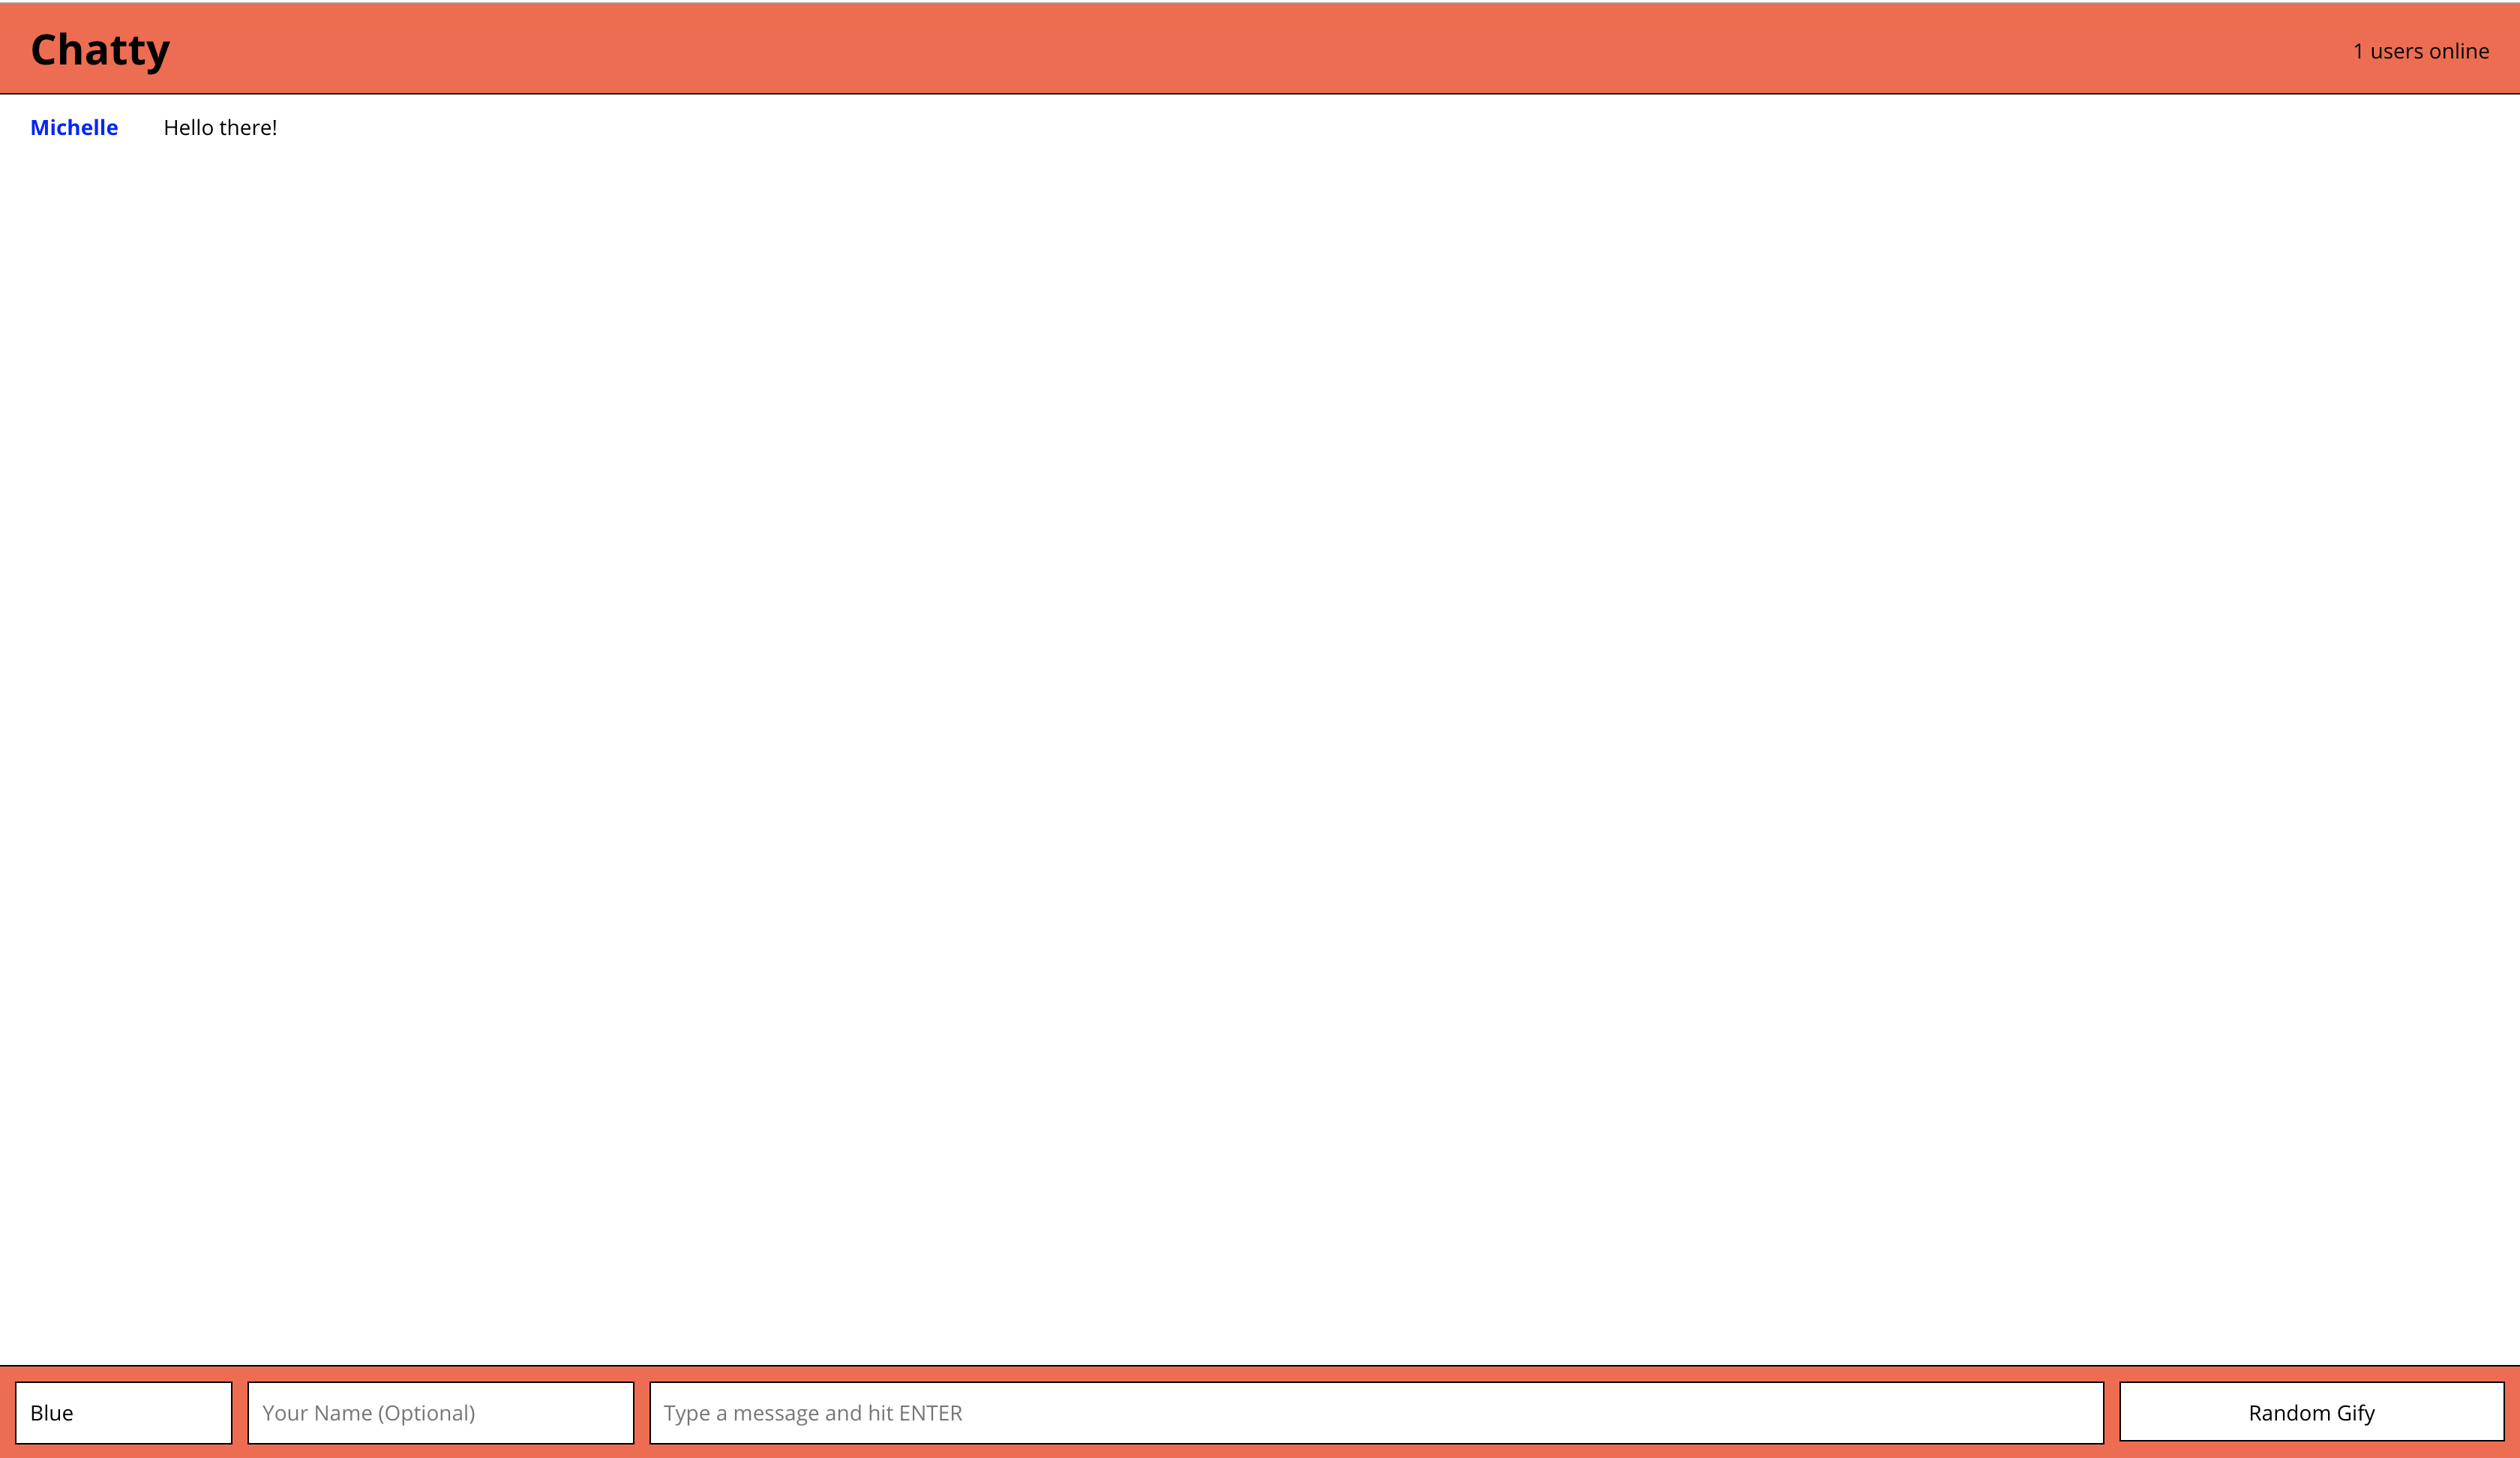 Chatty
1 users online
Michelle Hello there!
Blue
Your Name (Optional)
Type a message and hit ENTER
Random Gify